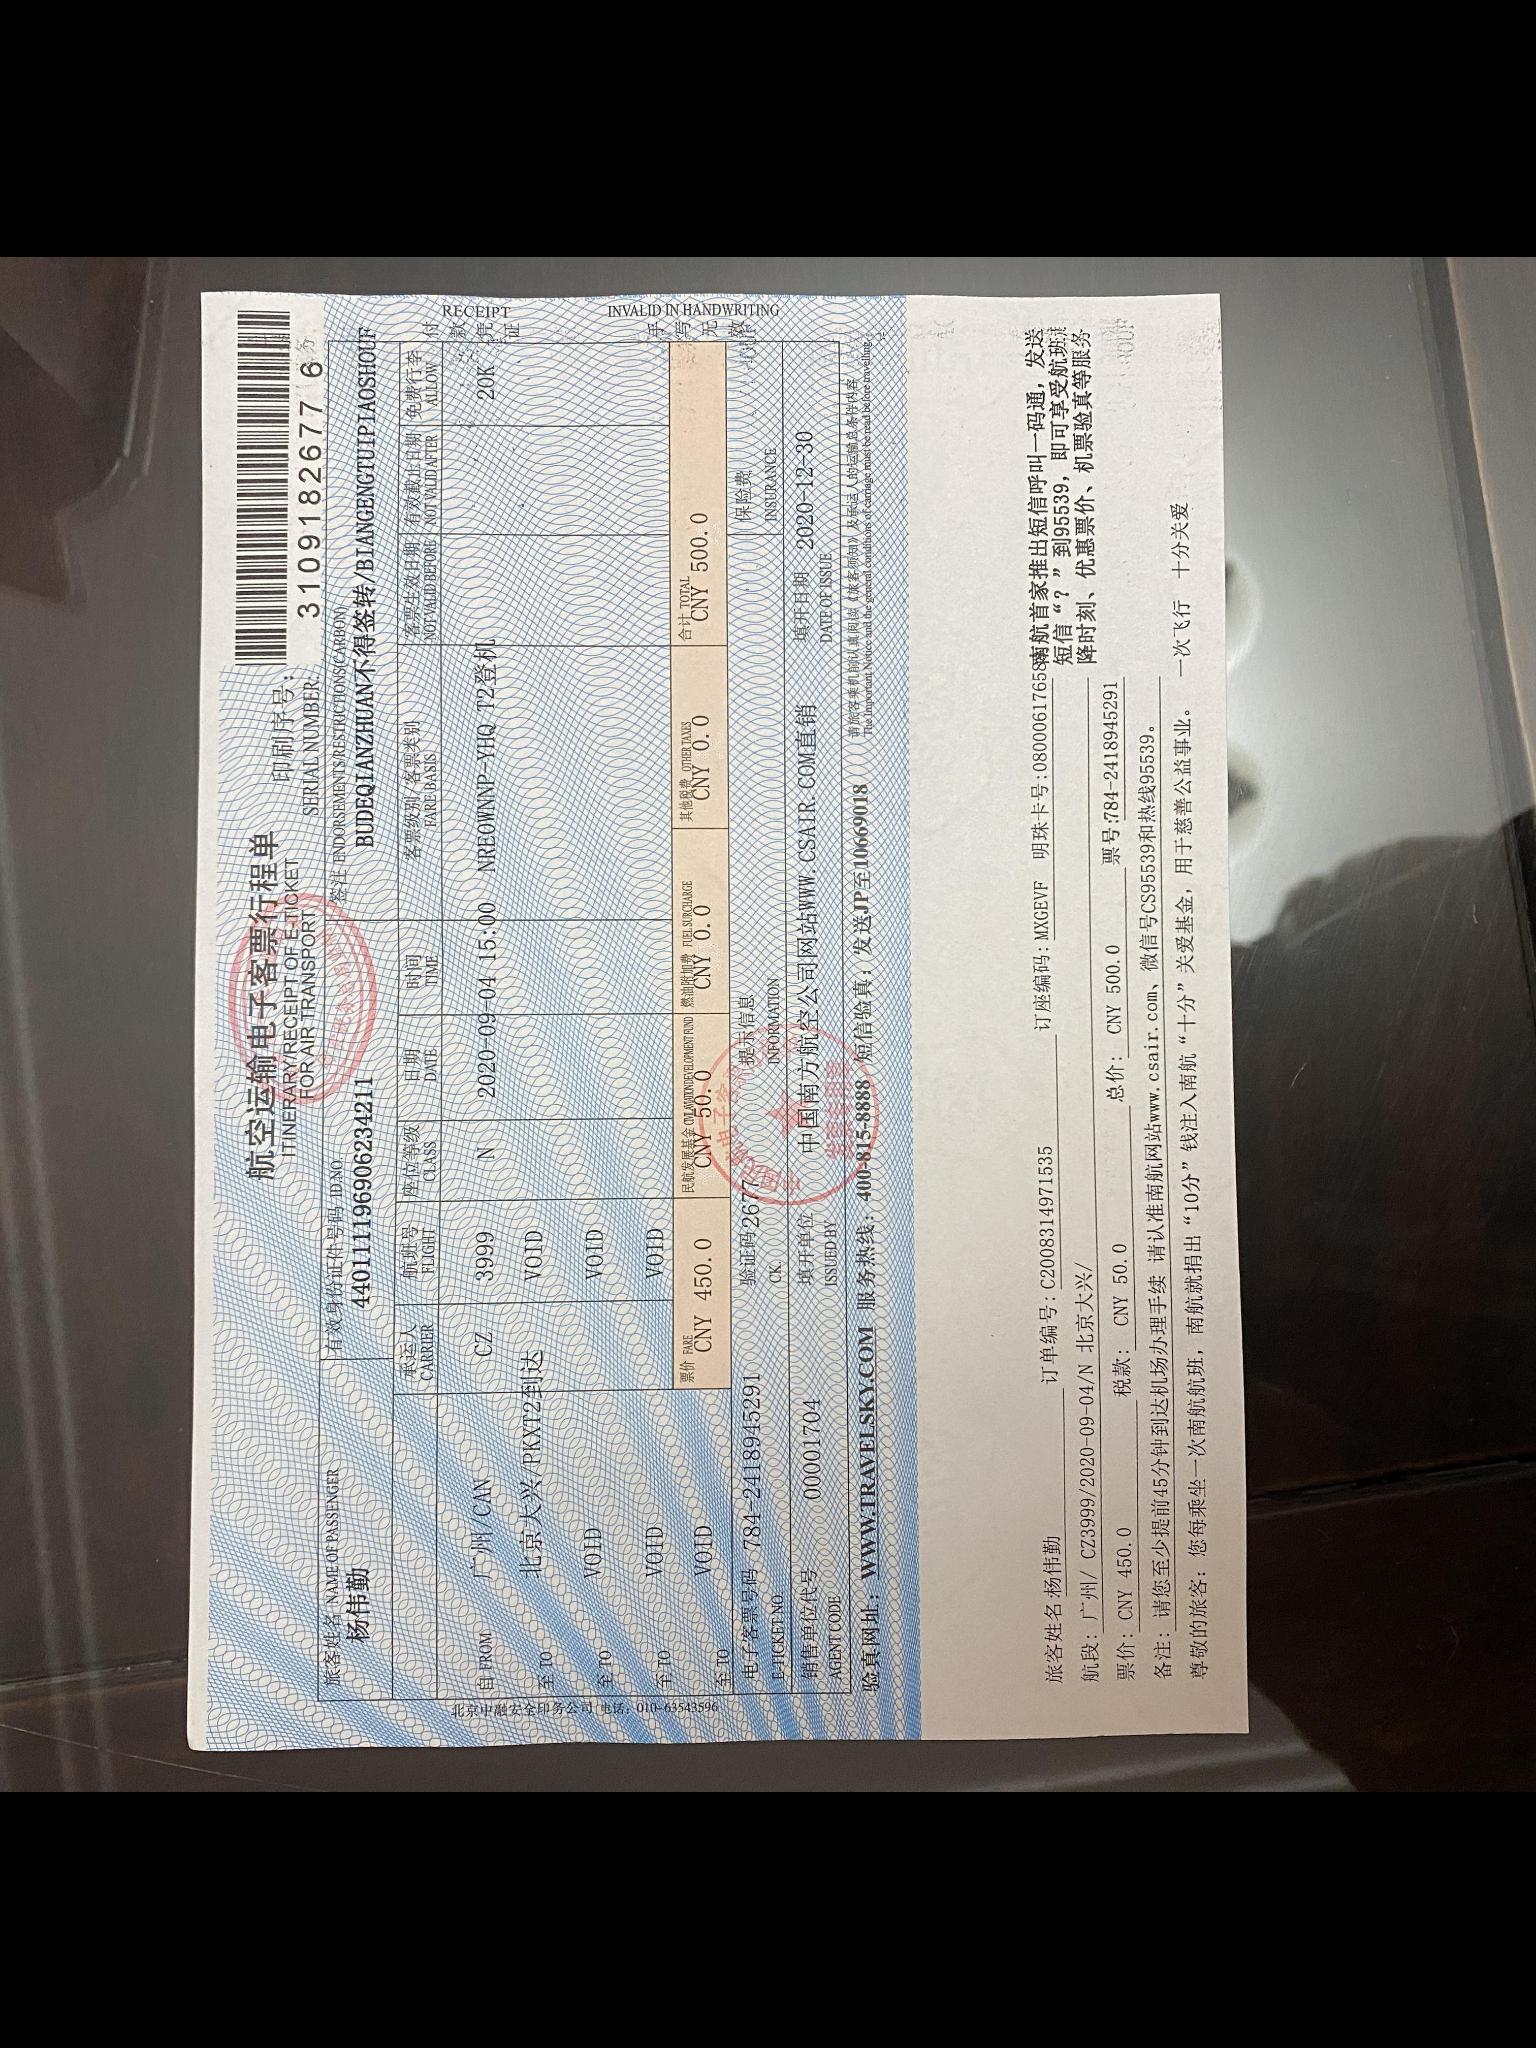 航空运输电子客票行程单
ITINERARY/RECEIPT OF E-TICKET
FOR AIR TRANSPORT
印刷序号:
SERIAL NUMBER:
3109182677 6
旅客姓名 NAME OF PASSENGER
杨伟勤
有效身份证件号码 ID.NO
440111196906234211
签注 ENDORSEMENTS/RESTRICTIONS(CARBON)
BUDEQIANZHUAN不得签转/BIANGENGTUIPIAOSHOUF
承运人 CARRIER
航班号 FLIGHT
座位等级 CLASS
日期 DATE
时间 TIME
客票级别/客票类别 FARE BASIS
客票生效日期 NOT VALID BEFORE
有效截止日期 NOT VALID AFTER
免费行李 ALLOW
自 FROM 广州/CAN CZ 3999 N 2020-09-04 15:00 NREOWNNP-YHQ T2登机 20K
至 TO 北京大兴/PKXT2到达 VOID
至 TO VOID VOID
至 TO VOID VOID
至 TO VOID
票价 FARE CNY 450.0
民航发展基金 CIVIL AVIATION DEVELOPMENT FUND CNY 50.0
燃油附加费 FUEL SURCHARGE CNY 0.0
其他税费 OTHER TAXES CNY 0.0
合计 TOTAL CNY 500.0
电子客票号码 784-2418945291
E-TICKET NO.
验证码 2677
CK.
提示信息
INFORMATION
保险费
INSURANCE
销售单位代号 00001704
AGENT CODE
填开单位 中国南方航空公司网站WWW.CSAIR.COM直销
ISSUED BY
填开日期 2020-12-30
DATE OF ISSUE
验真网址: WWW.TRAVELSKY.COM 服务热线: 400-815-8888 短信验真: 发送JP至10669018
请旅客乘机前认真阅读《旅客须知》及承运人的运输总条件内容
The Important Notice and the general conditions of carriage must be read before traveling.
付款凭证
RECEIPT
手写无效
INVALID IN HANDWRITING
北京中融安全印务公司 电话: 010-63543596
南航首家推出短信呼叫一码通, 发送
短信“?”到95539, 即可享受航班
降时刻、优惠票价、机票验真等服务
旅客姓名:杨伟勤 订单编号:C2008314971535 订座编码:MXGEVF 明珠卡号:08000617658
航段: 广州/ CZ3999/2020-09-04/N 北京大兴/
票价: CNY 450.0 税款: CNY 50.0 总价: CNY 500.0 票号:784-2418945291
备注: 请您至少提前45分钟到达机场办理手续 请认准南航网站www.csair.com、微信号CS95539和热线95539。
尊敬的旅客: 您每乘坐一次南航航班, 南航就捐出“10分”钱注入南航“十分”关爱基金, 用于慈善公益事业。 一次飞行 十分关爱